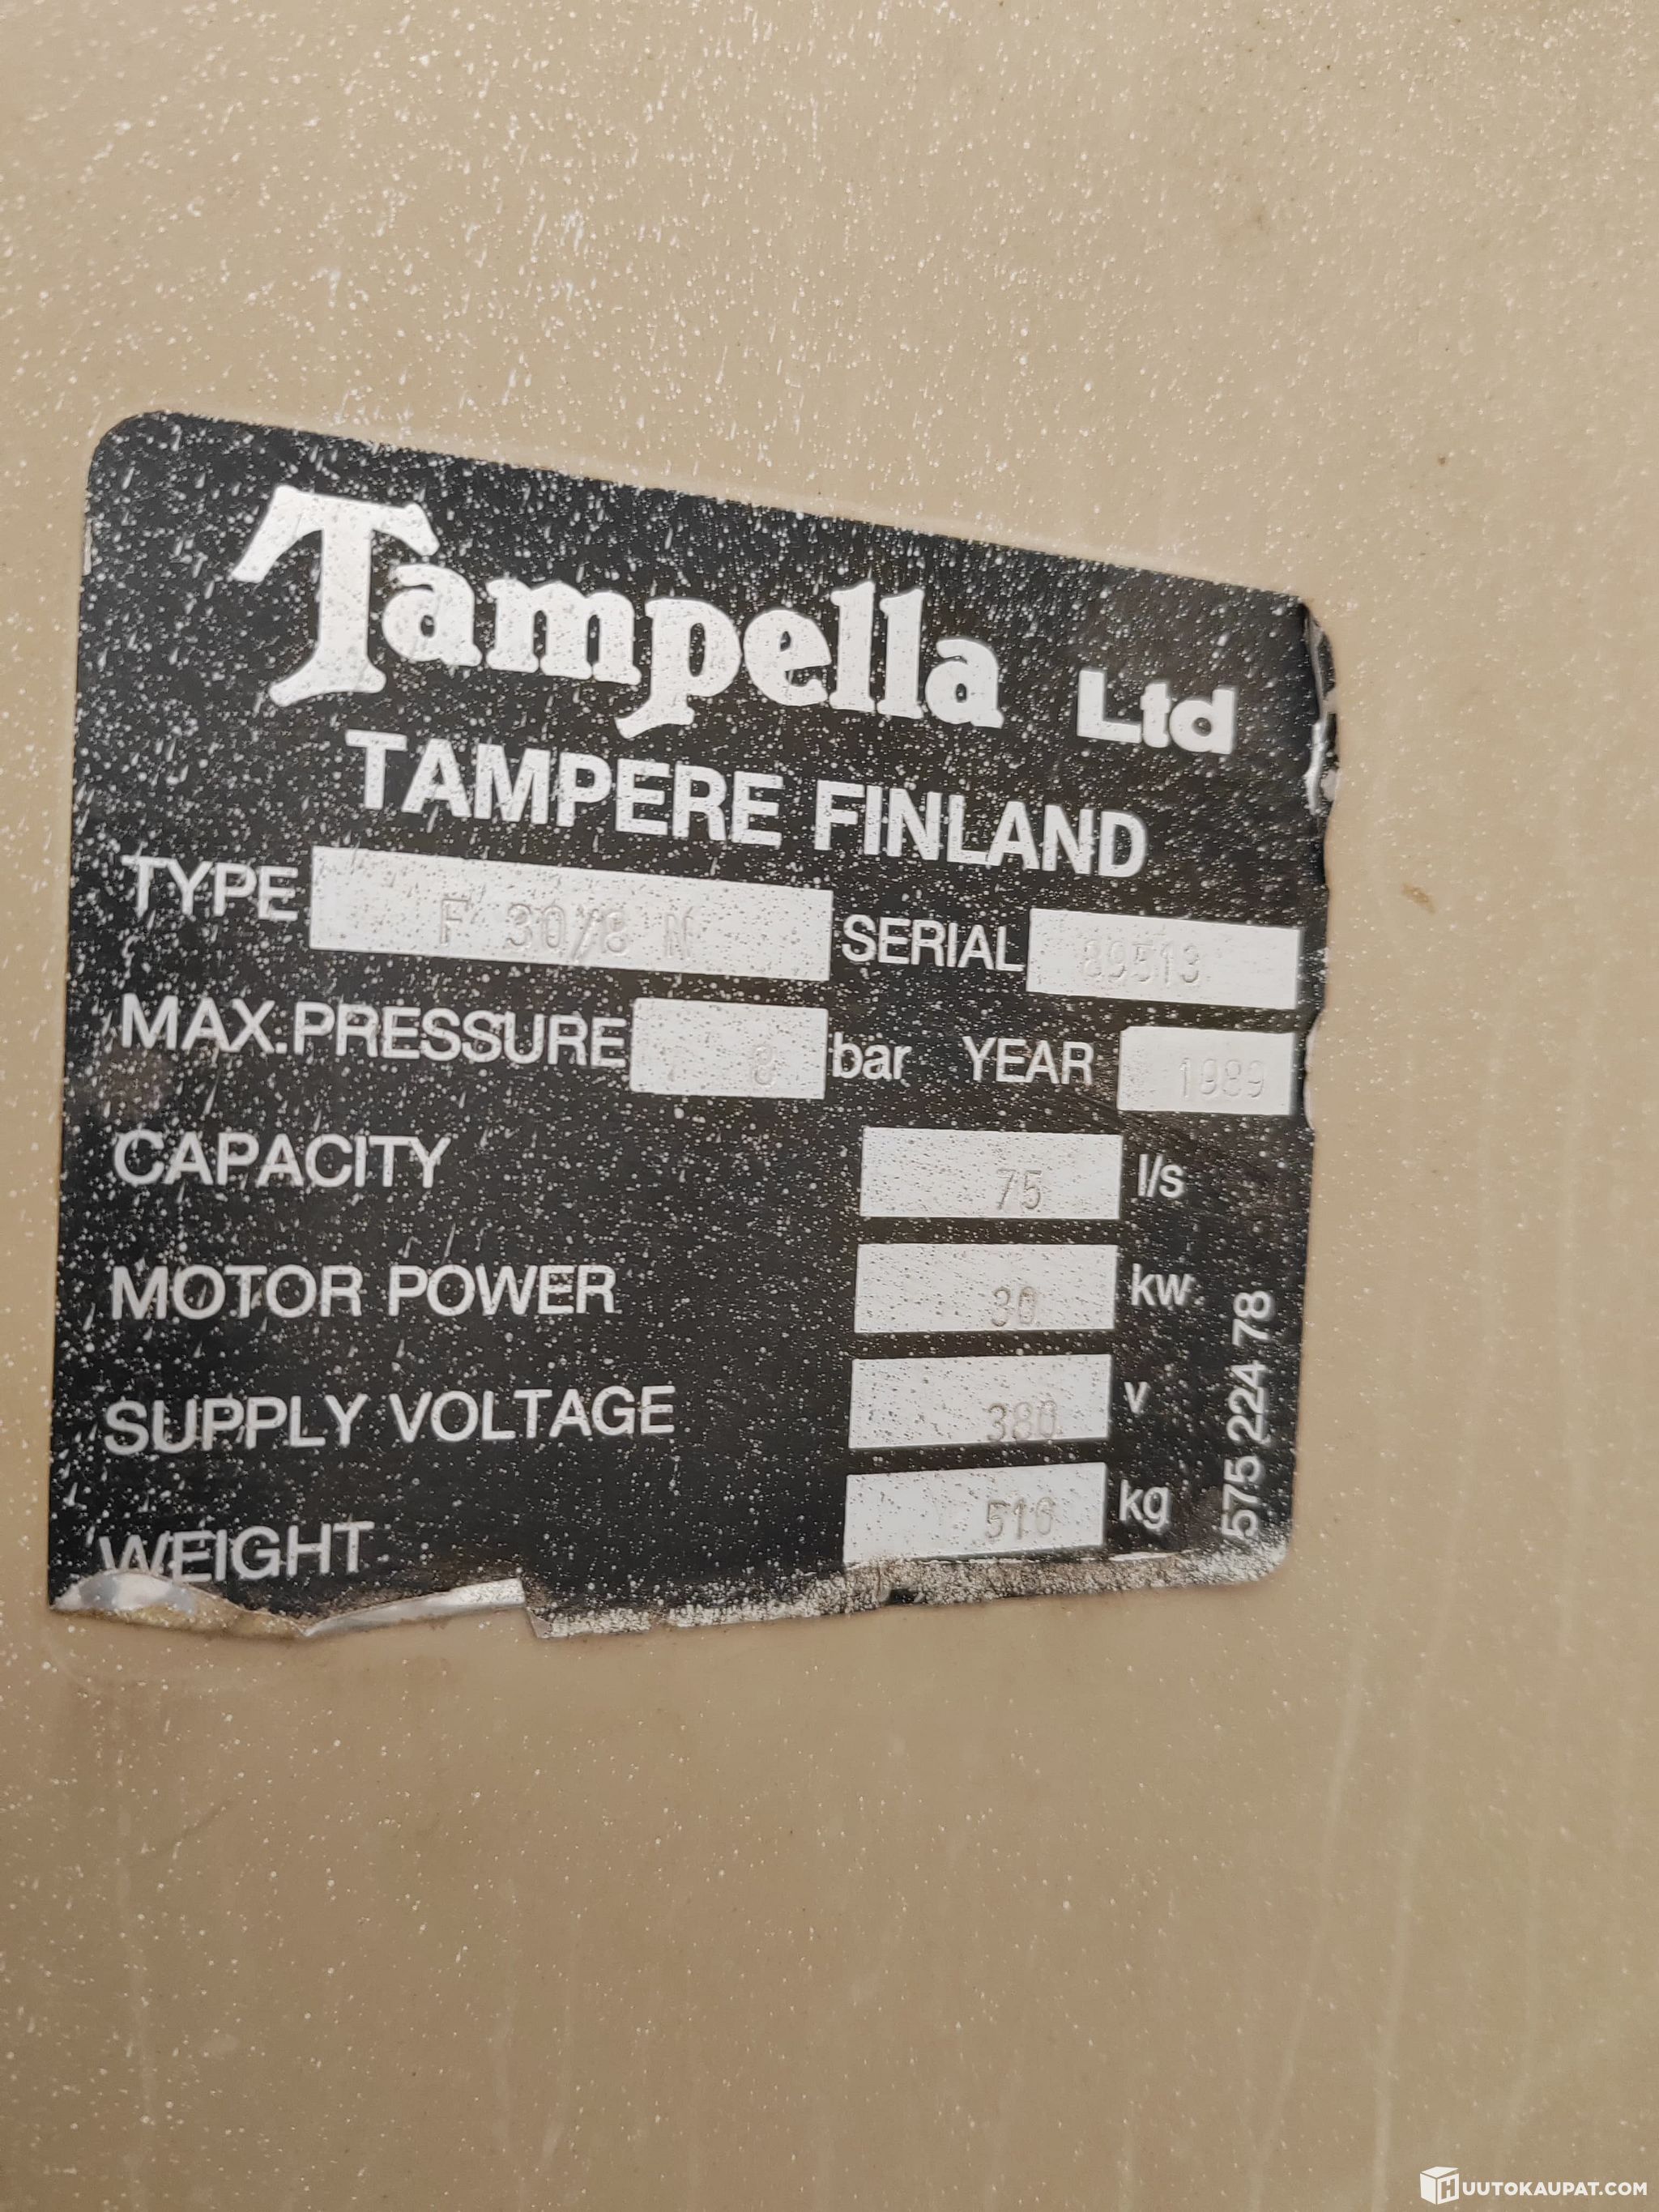 Tampella Ltd
TAMPERE FINLAND
TYPE F 30/8 N SERIAL 89513
MAX.PRESSURE 8 bar YEAR 1989
CAPACITY 75 l/s
MOTOR POWER 30 kw
SUPPLY VOLTAGE 380 v
WEIGHT 516 kg
575 224 78
HUUTOKAUPAT.COM